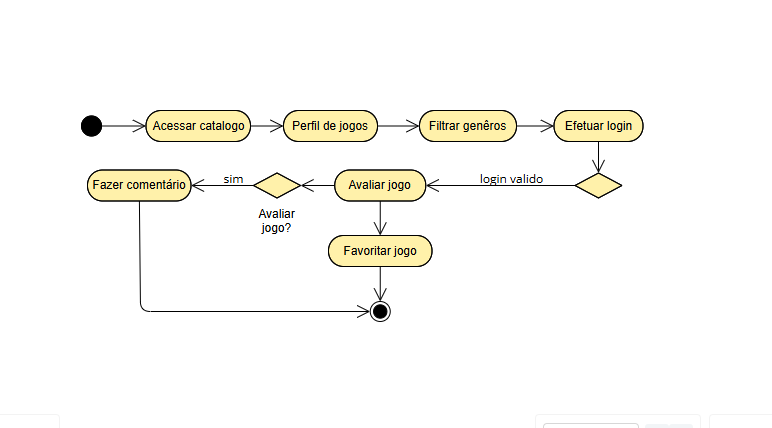 Acessar catalogo
Perfil de jogos
Filtrar genêros
Efetuar login
Fazer comentário
sim
Avaliar jogo
login valido
Avaliar
jogo?
Favoritar jogo